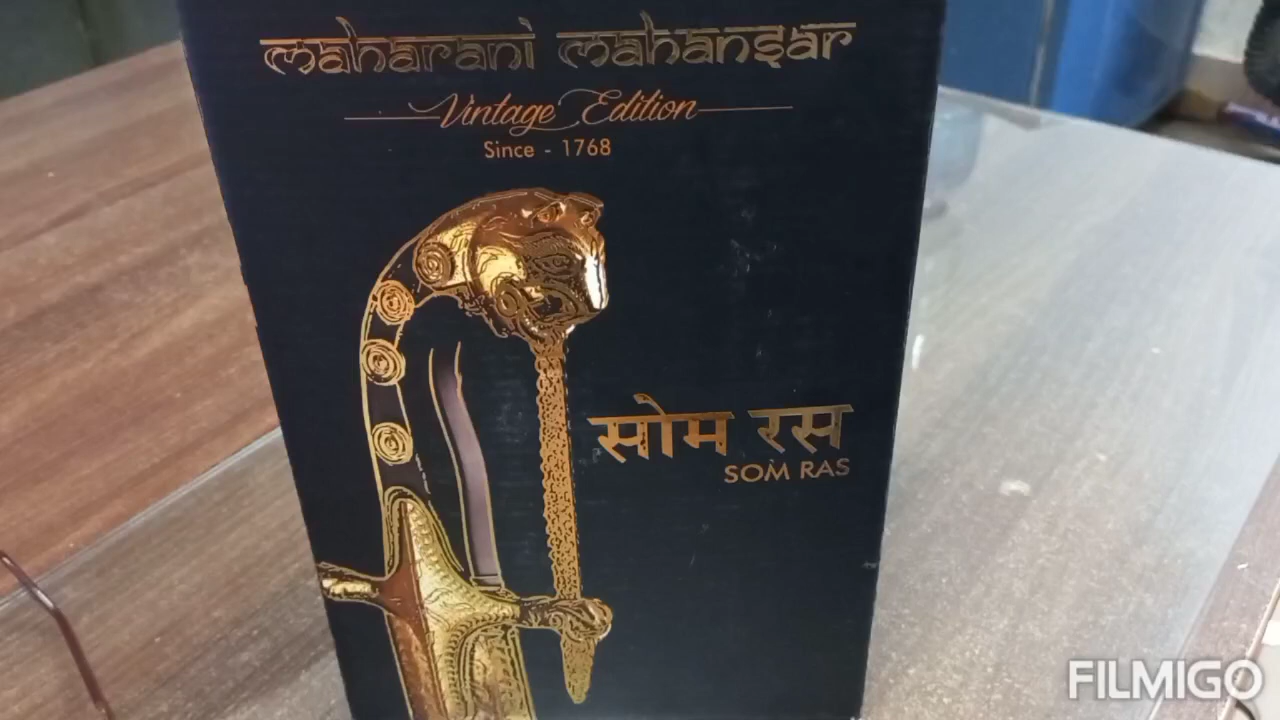 maharani mahansar
Vintage Edition
Since - 1768
सोम रस
SOM RAS
FILMIGO